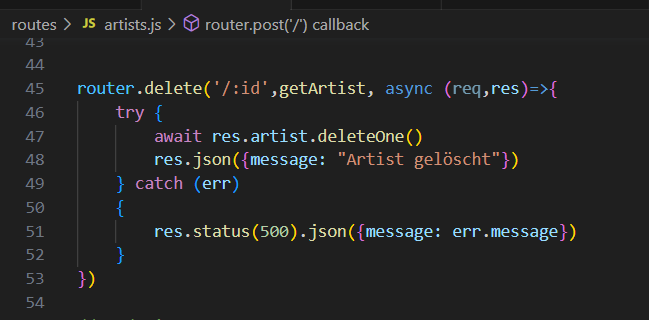 routes > JS artists.js > router.post('/') callback
43
44
45 router.delete('/:id',getArtist, async (req,res)=>{
46 try {
47 await res.artist.deleteOne()
48 res.json({message: "Artist gelöscht"})
49 } catch (err)
50 {
51 res.status(500).json({message: err.message})
52 }
53 })
54